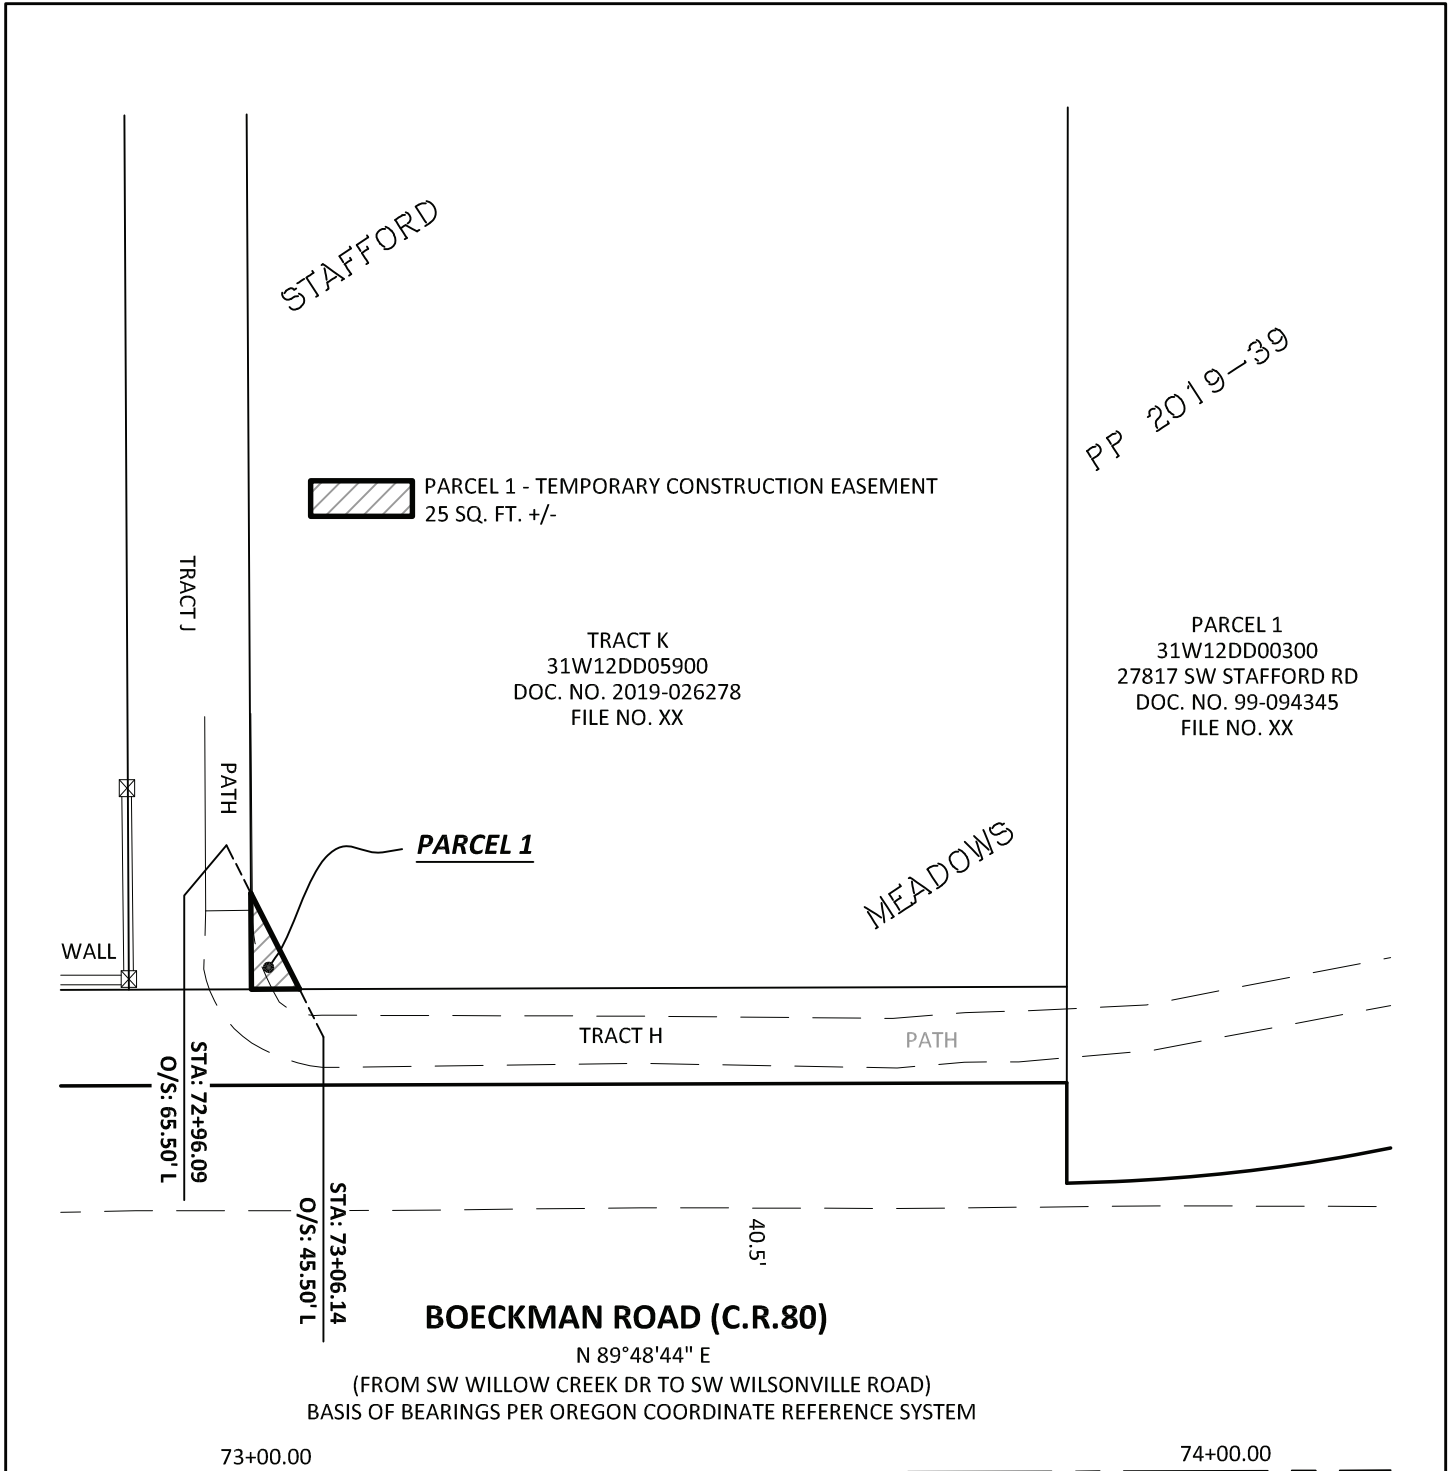 STAFFORD
PP 2019-39
PARCEL 1 - TEMPORARY CONSTRUCTION EASEMENT
25 SQ. FT. +/-
TRACT J
TRACT K
31W12DD05900
DOC. NO. 2019-026278
FILE NO. XX
PARCEL 1
31W12DD00300
27817 SW STAFFORD RD
DOC. NO. 99-094345
FILE NO. XX
PATH
PARCEL 1
MEADOWS
WALL
TRACT H
PATH
STA: 72+96.09
O/S: 65.50' L
STA: 73+06.14
O/S: 45.50' L
40.5'
BOECKMAN ROAD (C.R.80)
N 89°48'44" E
(FROM SW WILLOW CREEK DR TO SW WILSONVILLE ROAD)
BASIS OF BEARINGS PER OREGON COORDINATE REFERENCE SYSTEM
73+00.00
74+00.00